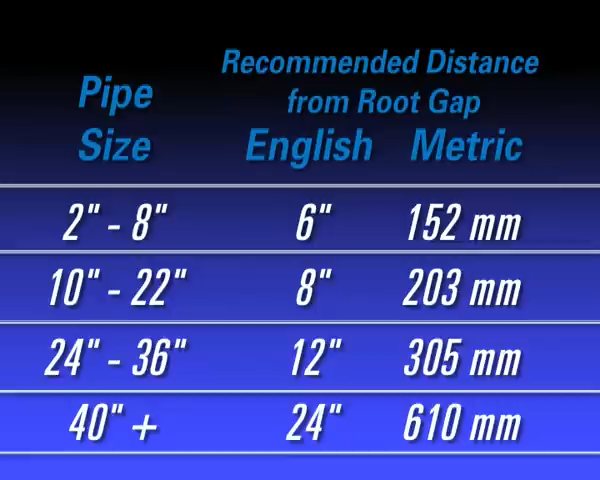 Recommended Distance
Pipe from Root Gap
Size English Metric
2" - 8" 6" 152 mm
10" - 22" 8" 203 mm
24" - 36" 12" 305 mm
40" + 24" 610 mm